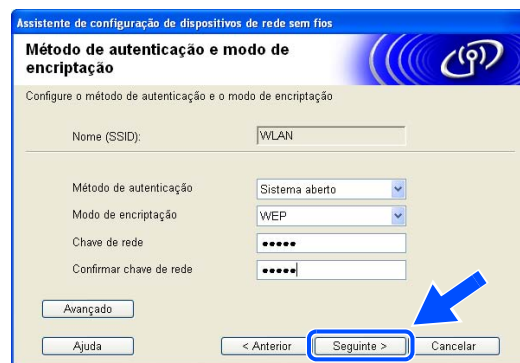 Assistente de configuração de dispositivos de rede sem fios
Método de autenticação e modo de
encriptação
Configure o método de autenticação e o modo de encriptação
Nome (SSID): WLAN
Método de autenticação Sistema aberto
Modo de encriptação WEP
Chave de rede •••••
Confirmar chave de rede •••••
Avançado
Ajuda < Anterior Seguinte > Cancelar